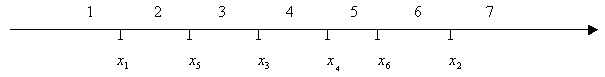 1 2 3 4 5 6 7
x₁ x₅ x₃ x₄ x₆ x₂